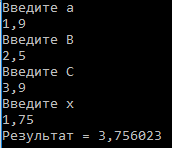 Введите а
1,9
Введите В
2,5
Введите С
3,9
Введите х
1,75
Результат = 3,756023